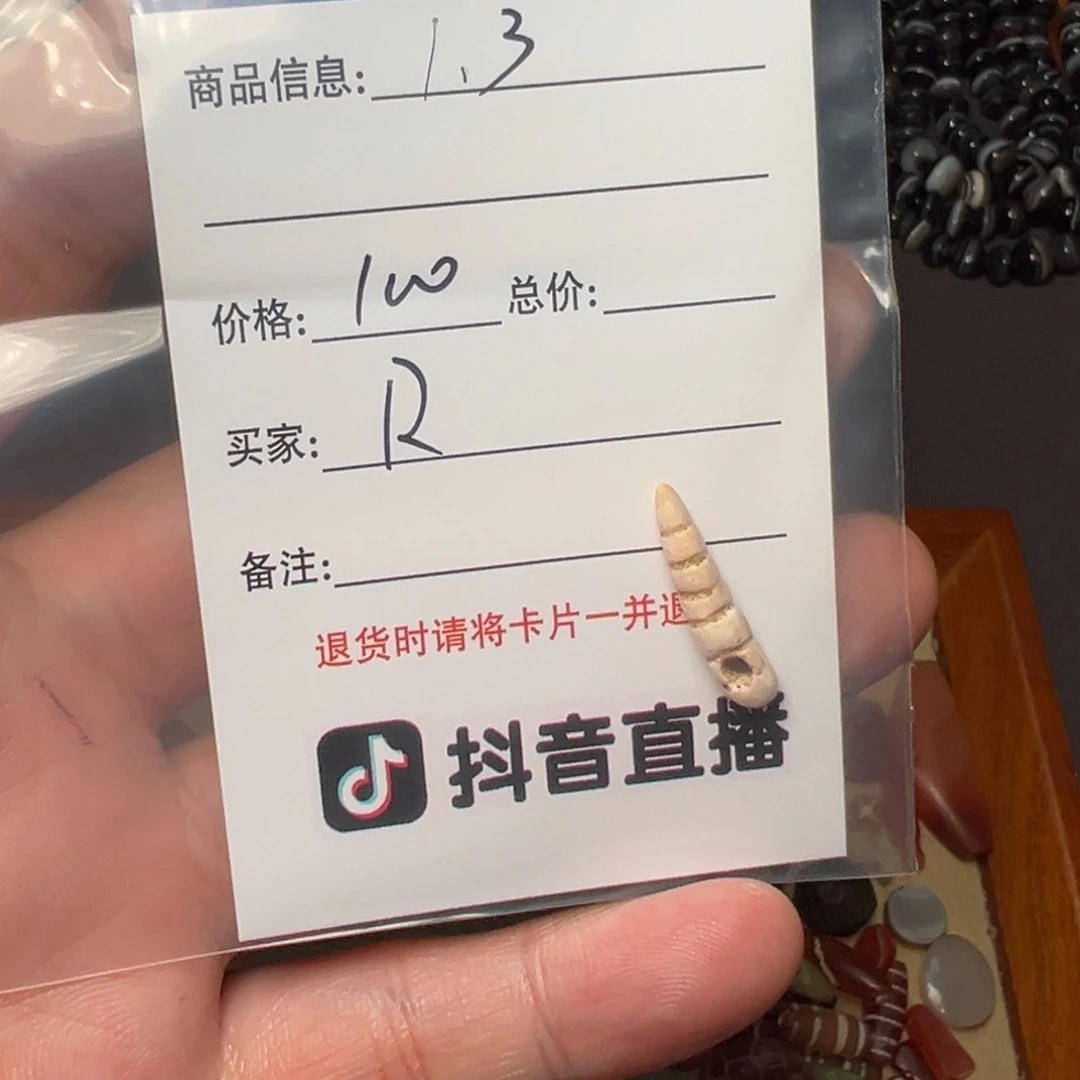 商品信息: 1.3
价格: 100 总价:
买家: R
备注:
退货时请将卡片一并退
抖音直播